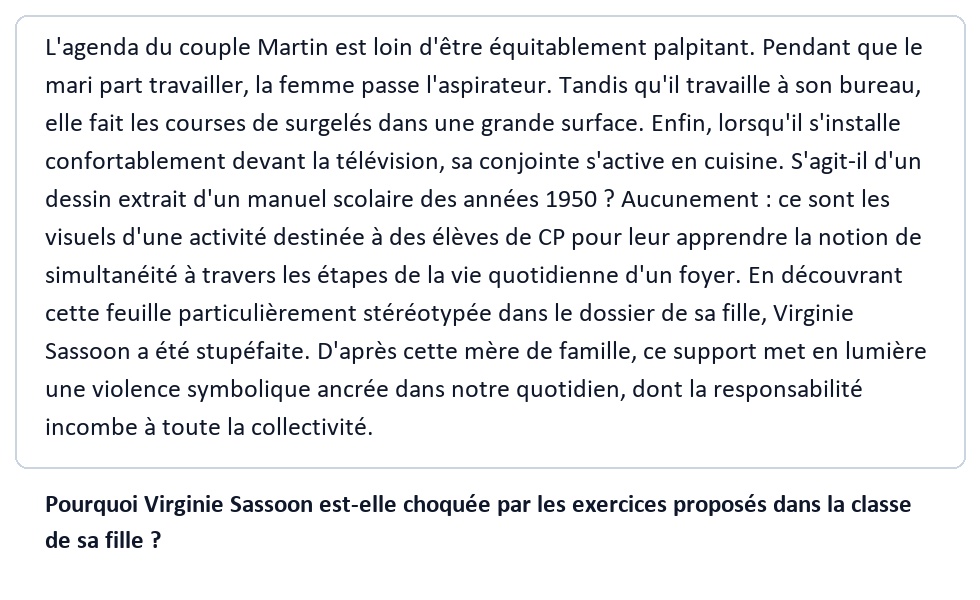 L'agenda du couple Martin est loin d'être équitablement palpitant. Pendant que le
mari part travailler, la femme passe l'aspirateur. Tandis qu'il travaille à son bureau,
elle fait les courses de surgelés dans une grande surface. Enfin, lorsqu'il s'installe
confortablement devant la télévision, sa conjointe s'active en cuisine. S'agit-il d'un
dessin extrait d'un manuel scolaire des années 1950 ? Aucunement : ce sont les
visuels d'une activité destinée à des élèves de CP pour leur apprendre la notion de
simultanéité à travers les étapes de la vie quotidienne d'un foyer. En découvrant
cette feuille particulièrement stéréotypée dans le dossier de sa fille, Virginie
Sassoon a été stupéfaite. D'après cette mère de famille, ce support met en lumière
une violence symbolique ancrée dans notre quotidien, dont la responsabilité
incombe à toute la collectivité.
Pourquoi Virginie Sassoon est-elle choquée par les exercices proposés dans la classe
de sa fille ?